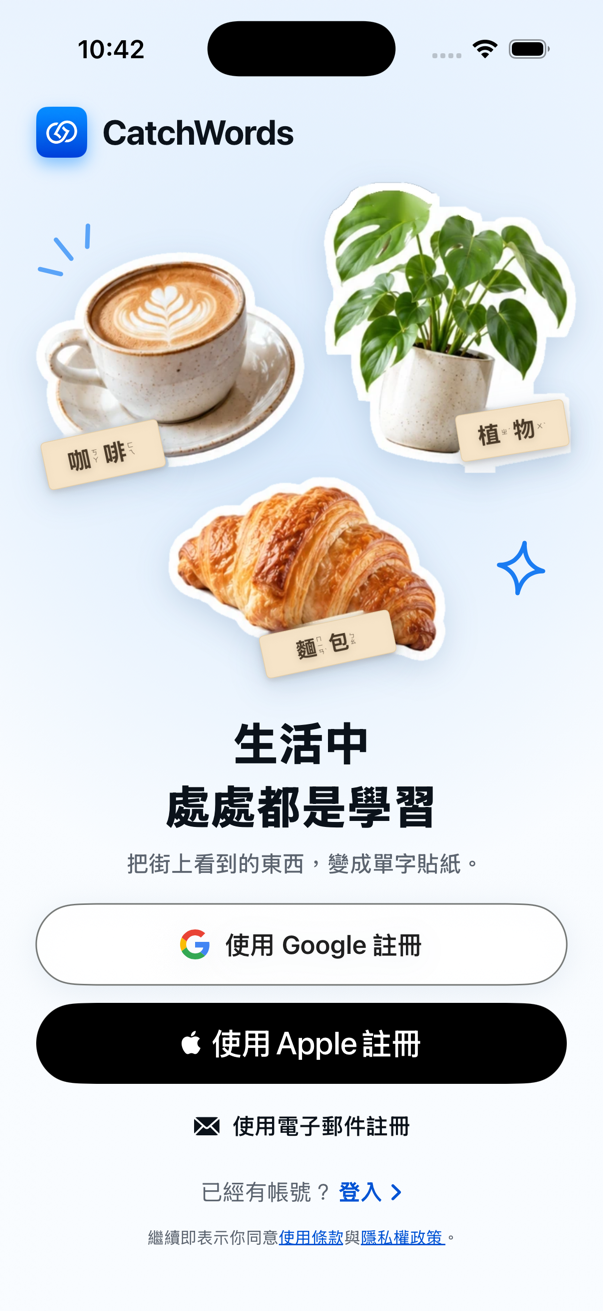 10:42
CatchWords
咖啡
植物
麵包
生活中
處處都是學習
把街上看到的東西，變成單字貼紙。
使用 Google 註冊
使用 Apple 註冊
使用電子郵件註冊
已經有帳號？登入
繼續即表示你同意使用條款與隱私權政策。